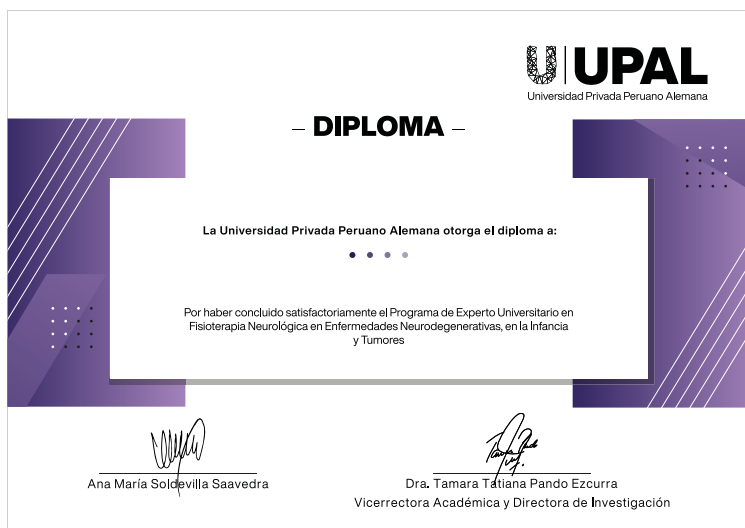 UPAL
Universidad Privada Peruano Alemana
– DIPLOMA –
La Universidad Privada Peruano Alemana otorga el diploma a:
Por haber concluido satisfactoriamente el Programa de Experto Universitario en
Fisioterapia Neurológica en Enfermedades Neurodegenerativas, en la Infancia
y Tumores
Ana María Soldevilla Saavedra
Dra. Tamara Tatiana Pando Ezcurra
Vicerrectora Académica y Directora de Investigación